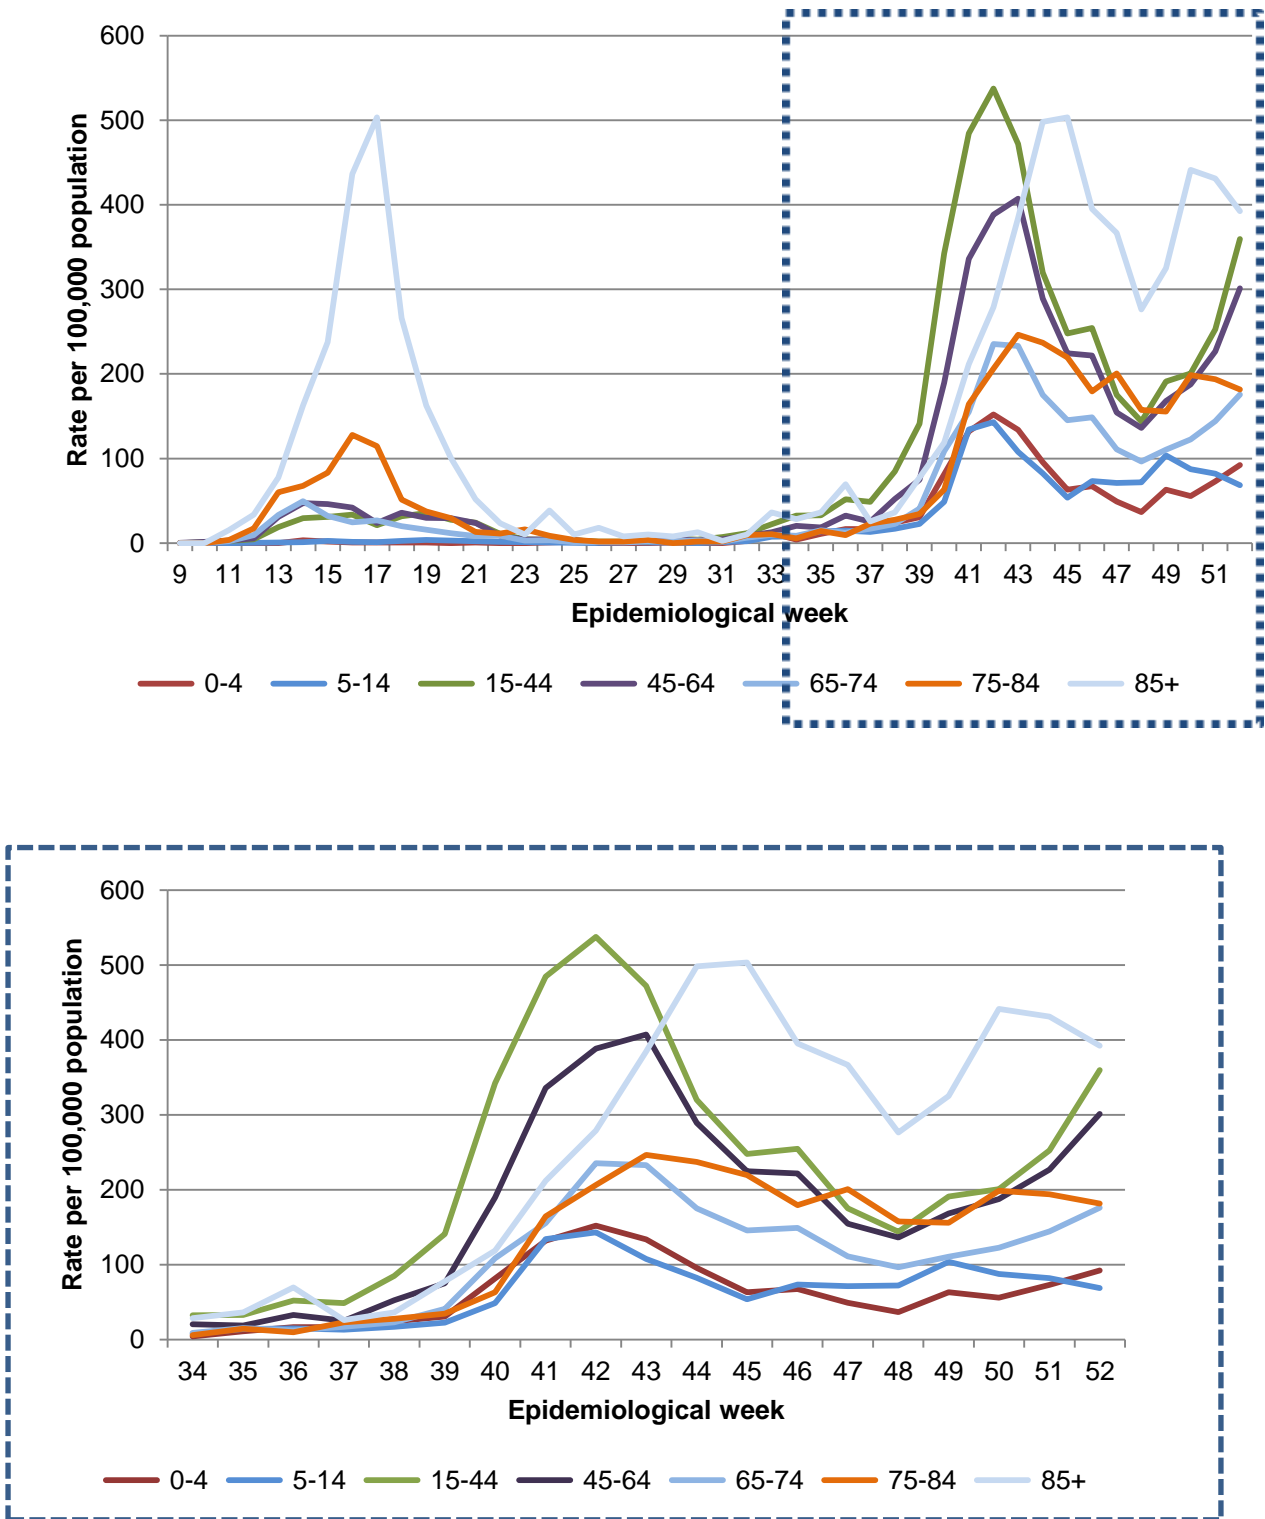 600
500
400
300
200
100
0
Rate per 100,000 population
9 11 13 15 17 19 21 23 25 27 29 31 33 35 37 39 41 43 45 47 49 51
Epidemiological week
0-4 5-14 15-44 45-64 65-74 75-84 85+
600
500
400
300
200
100
0
Rate per 100,000 population
34 35 36 37 38 39 40 41 42 43 44 45 46 47 48 49 50 51 52
Epidemiological week
0-4 5-14 15-44 45-64 65-74 75-84 85+